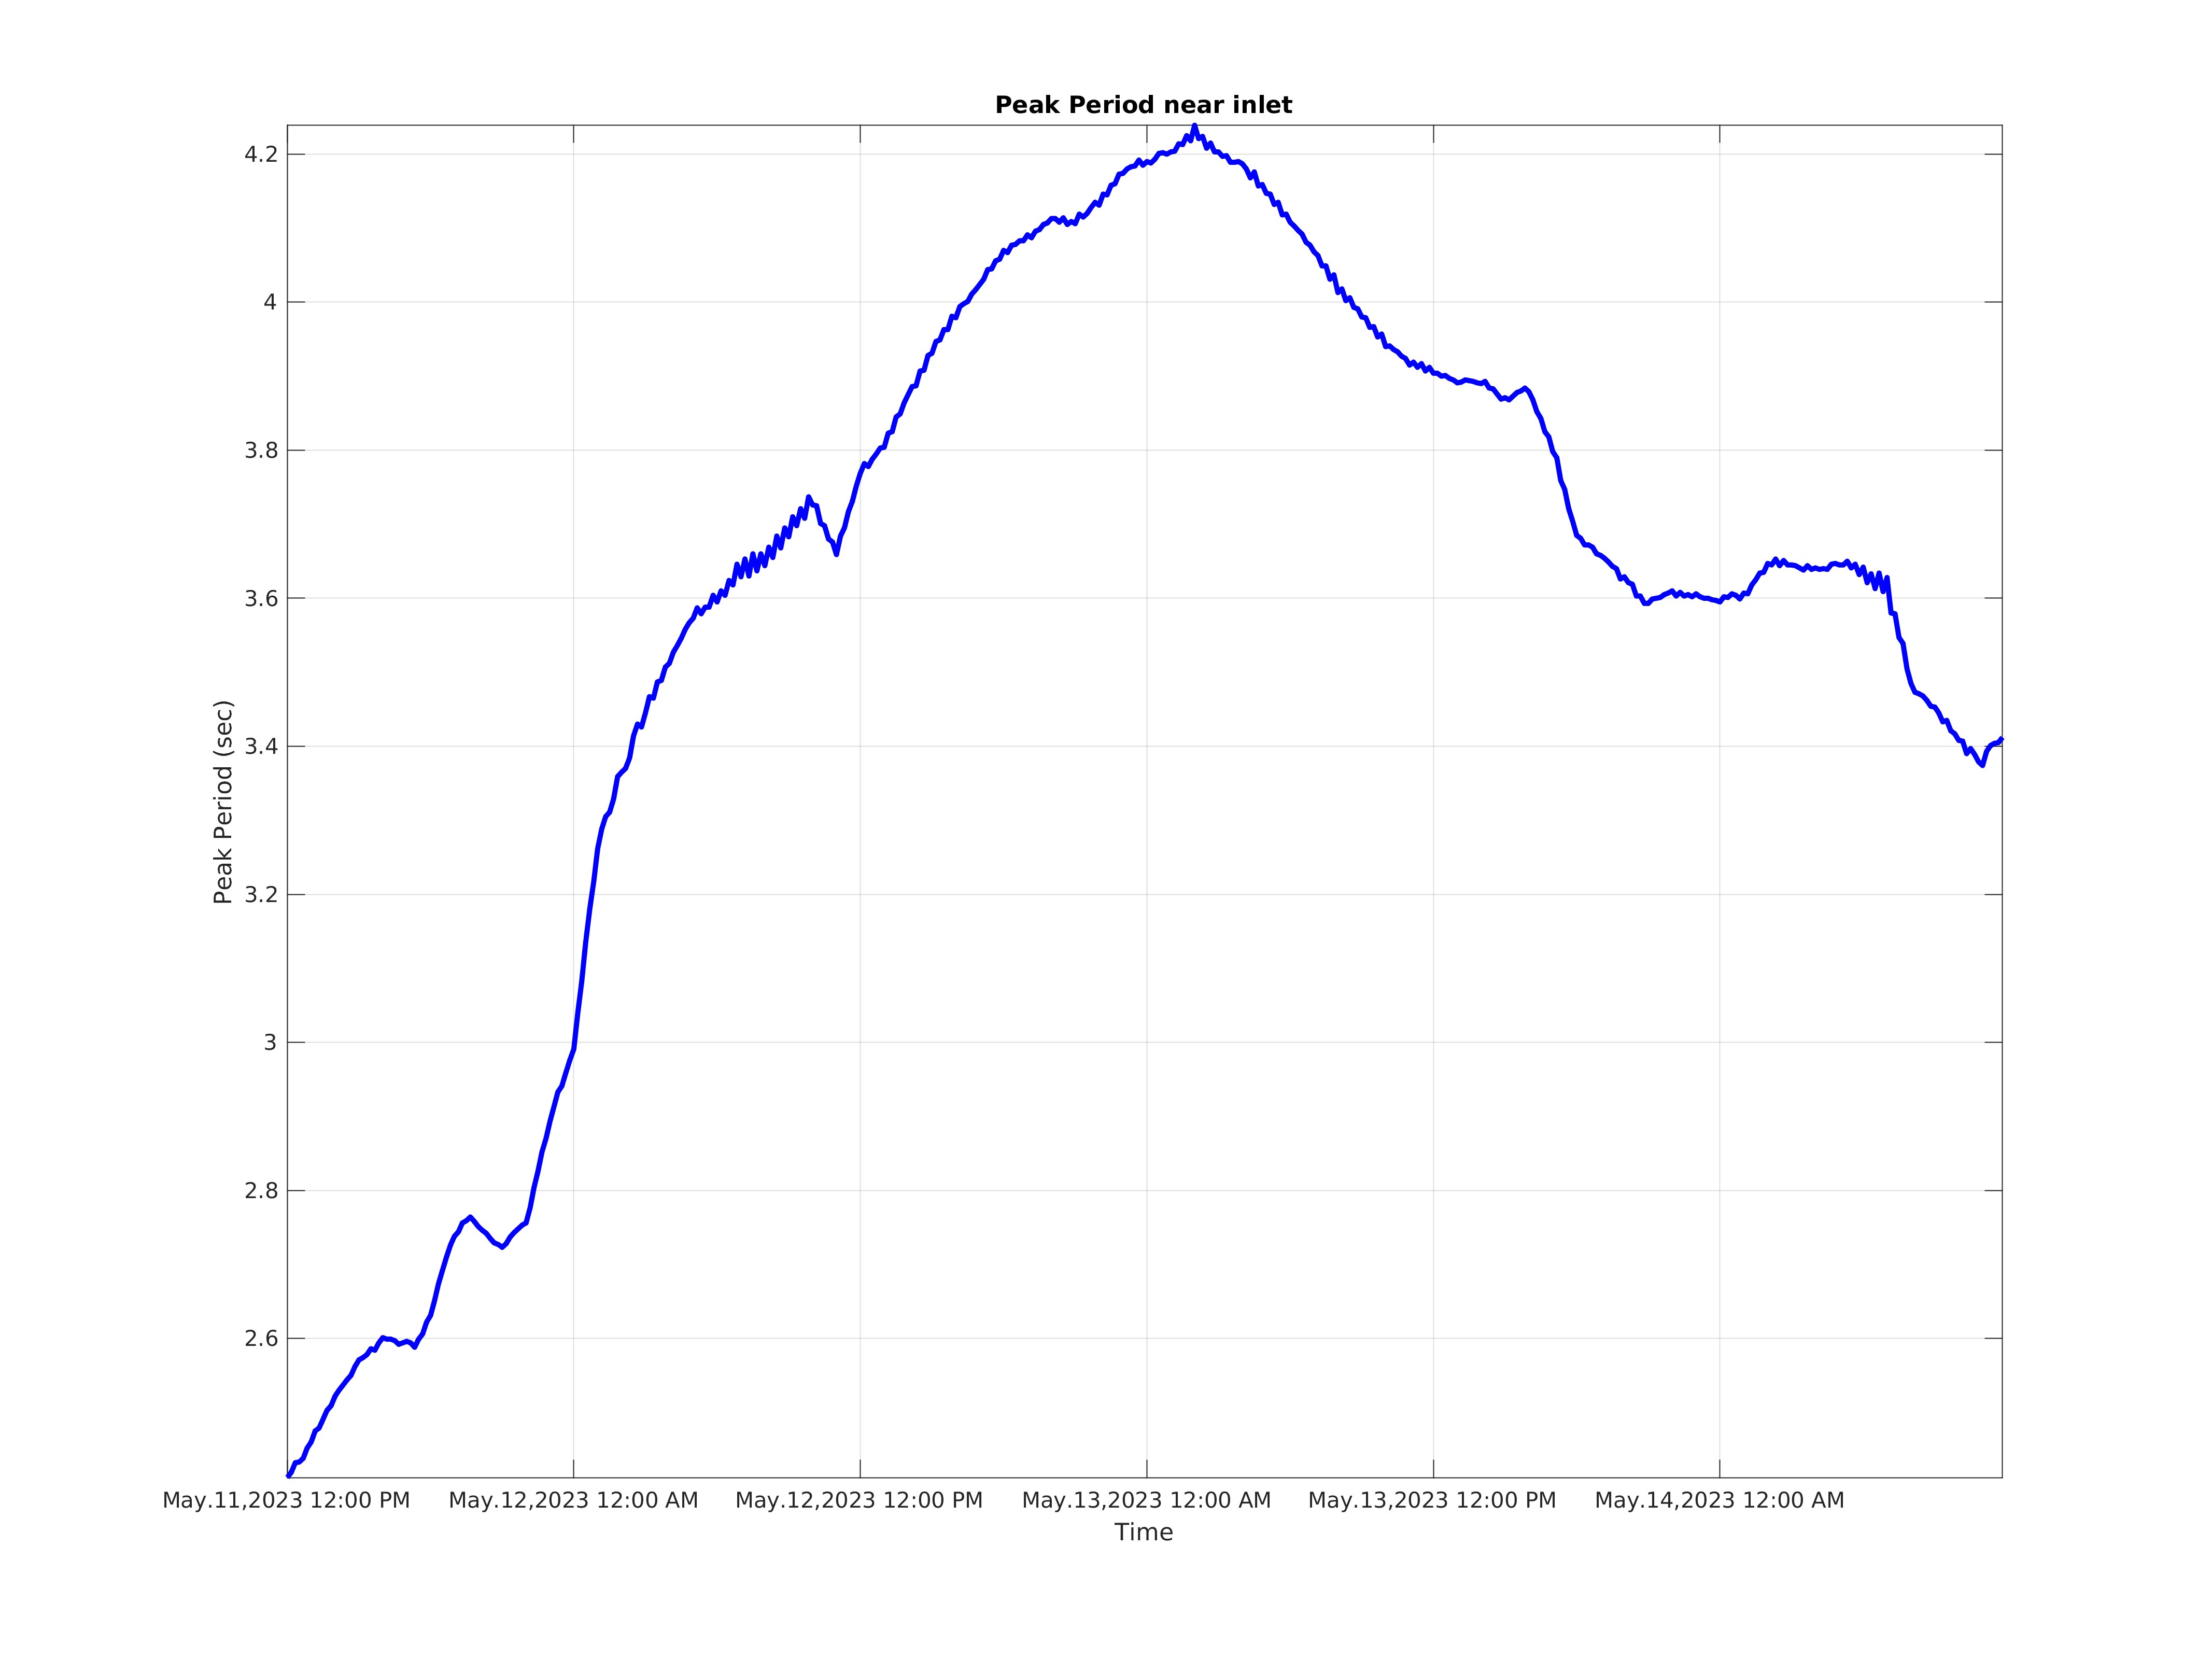 Peak Period near inlet
4.2
4
3.8
3.6
3.4
3.2
3
2.8
2.6
Peak Period (sec)
May.11,2023 12:00 PM May.12,2023 12:00 AM May.12,2023 12:00 PM May.13,2023 12:00 AM May.13,2023 12:00 PM May.14,2023 12:00 AM
Time